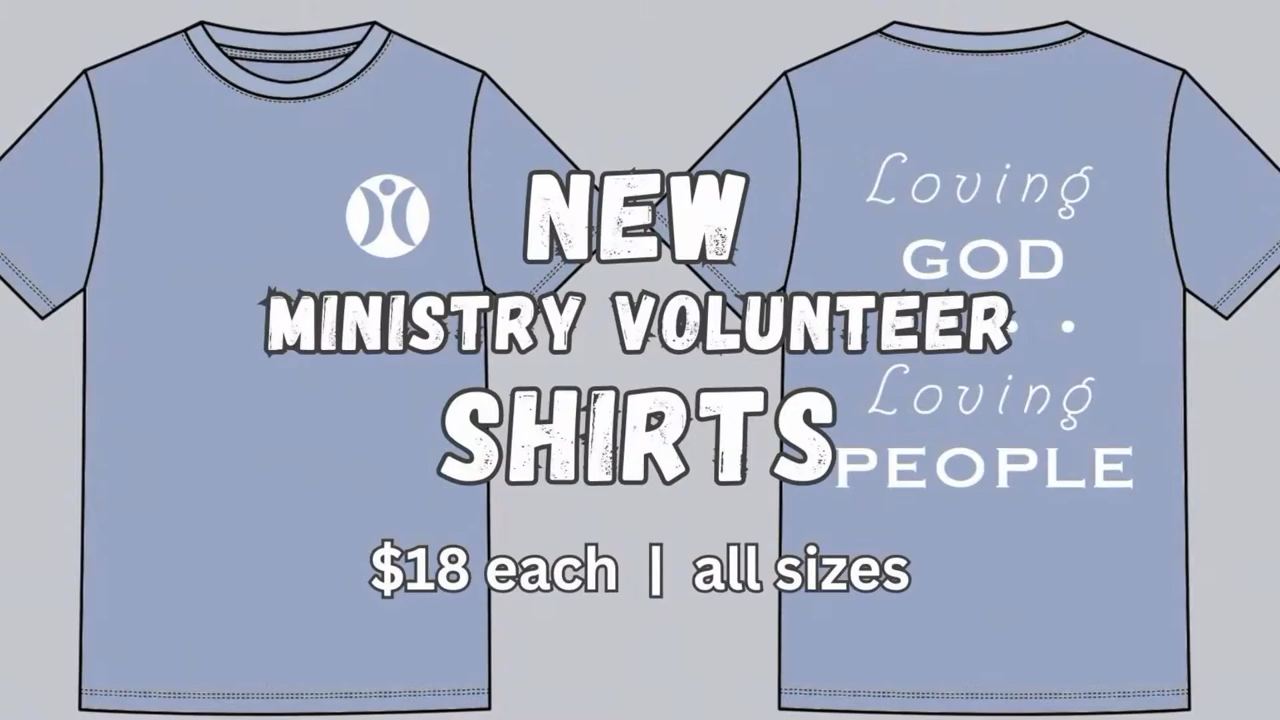 NEW
MINISTRY VOLUNTEER
SHIRTS
$18 each | all sizes
Loving
GOD
Loving
PEOPLE